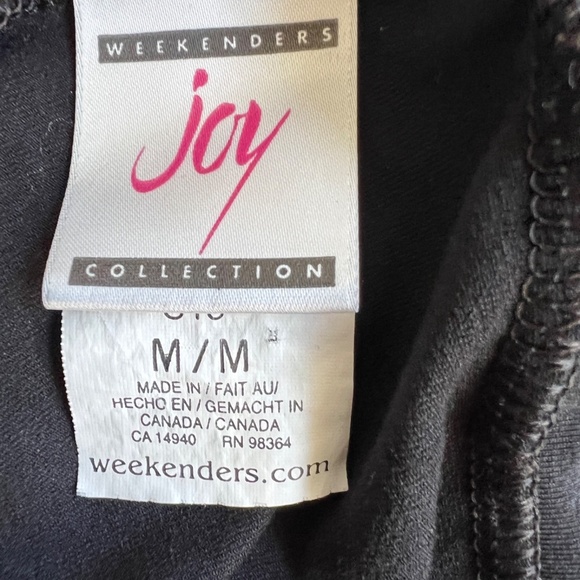 WEEKENDERS
joy
COLLECTION
M/M
MADE IN / FAIT AU/
HECHO EN / GEMACHT IN
CANADA / CANADA
CA 14940 RN 98364
weekenders.com